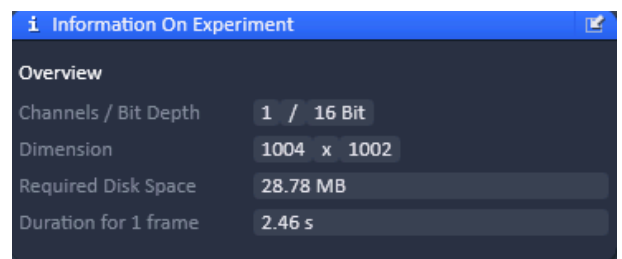 i Information On Experiment
Overview
Channels / Bit Depth 1 / 16 Bit
Dimension 1004 x 1002
Required Disk Space 28.78 MB
Duration for 1 frame 2.46 s